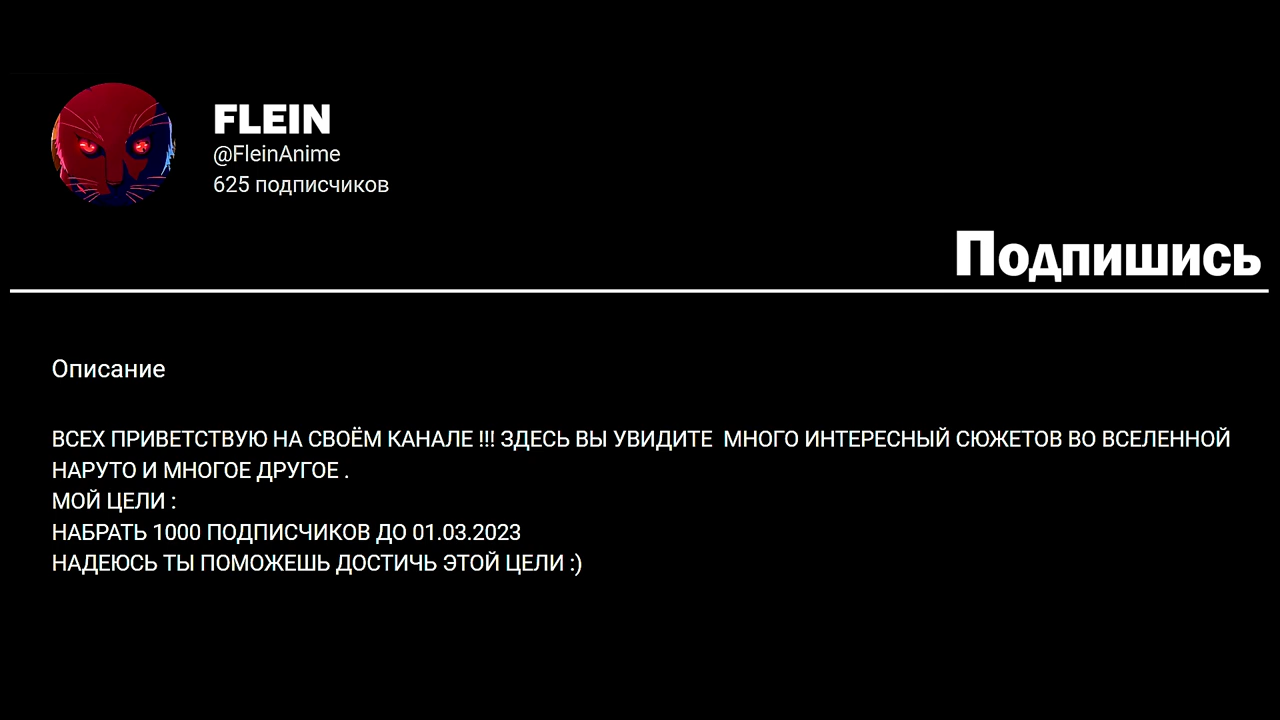 FLEIN
@FleinAnime
625 подписчиков
Подпишись
Описание
ВСЕХ ПРИВЕТСТВУЮ НА СВОЁМ КАНАЛЕ !!! ЗДЕСЬ ВЫ УВИДИТЕ МНОГО ИНТЕРЕСНЫЙ СЮЖЕТОВ ВО ВСЕЛЕННОЙ
НАРУТО И МНОГОЕ ДРУГОЕ .
МОЙ ЦЕЛИ :
НАБРАТЬ 1000 ПОДПИСЧИКОВ ДО 01.03.2023
НАДЕЮСЬ ТЫ ПОМОЖЕШЬ ДОСТИЧЬ ЭТОЙ ЦЕЛИ :)